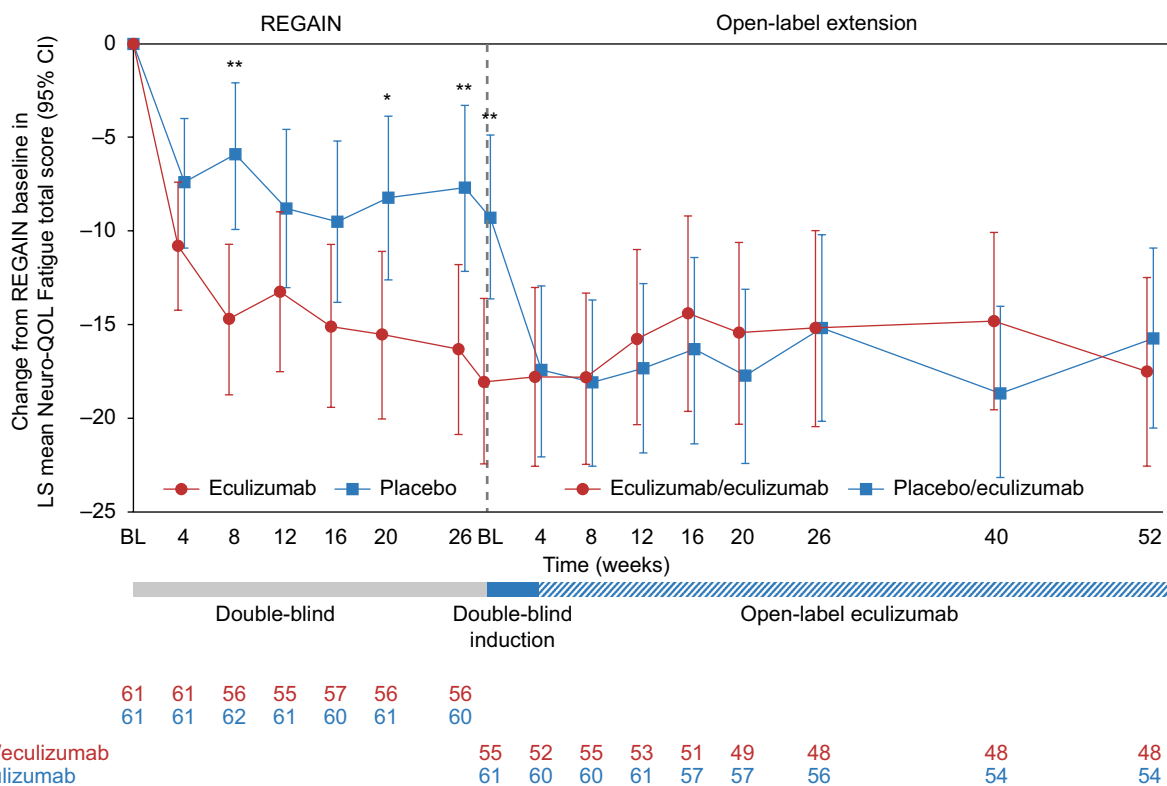 REGAIN
Open-label extension
Change from REGAIN baseline in
LS mean Neuro-QOL Fatigue total score (95% CI)
0
–5
–10
–15
–20
–25
**
*
**
**
Eculizumab
Placebo
Eculizumab/eculizumab
Placebo/eculizumab
BL 4 8 12 16 20 26 BL 4 8 12 16 20 26 40 52
Time (weeks)
Double-blind
Double-blind
induction
Open-label eculizumab
61 61 56 55 57 56 56
61 61 62 61 60 61 60
/eculizumab 55 52 55 53 51 49 48 48 48
ulizumab 61 60 60 61 57 57 56 54 54